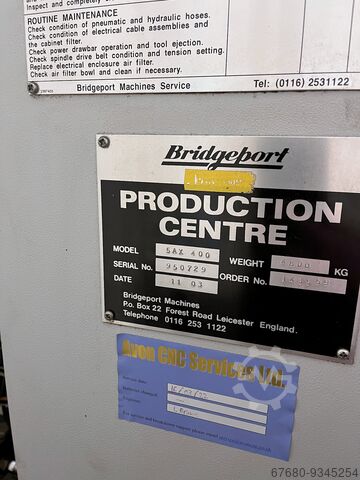 Inspect and completely
ROUTINE MAINTENANCE
Check condition of pneumatic and hydraulic hoses.
Check condition of electrical cable assemblies and
the cabinet filter.
Check power drawbar operation and tool ejection.
Check spindle drive belt condition and tension setting.
Replace electrical enclosure air filter.
Check air filter bowl and clean if necessary.
Bridgeport Machines Service Tel: (0116) 2531122
Bridgeport
PRODUCTION
CENTRE
MODEL 5AX 400 WEIGHT KG
SERIAL No. 950729 ORDER No.
DATE 11 03
Bridgeport Machines
P.o. Box 22 Forest Road Leicester England.
Telephone 0116 253 1122
Avon CNC Services Ltd.
Service date:
Engineer:
67680-9345254